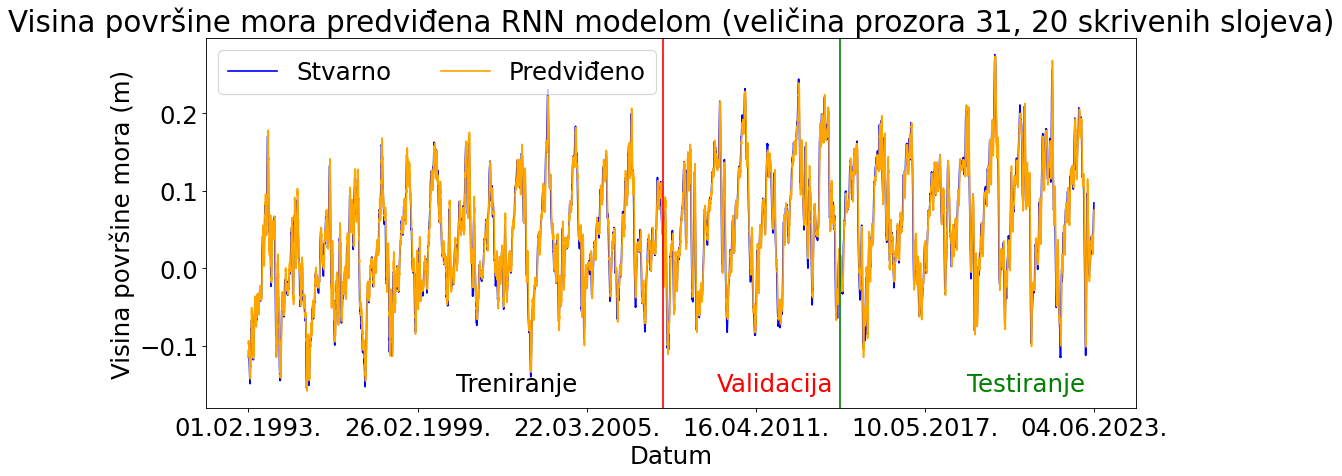 Visina površine mora predviđena RNN modelom (veličina prozora 31, 20 skrivenih slojeva)
Stvarno Predviđeno
Visina površine mora (m)
0.2
0.1
0.0
−0.1
Treniranje Validacija Testiranje
01.02.1993. 26.02.1999. 22.03.2005. 16.04.2011. 10.05.2017. 04.06.2023.
Datum